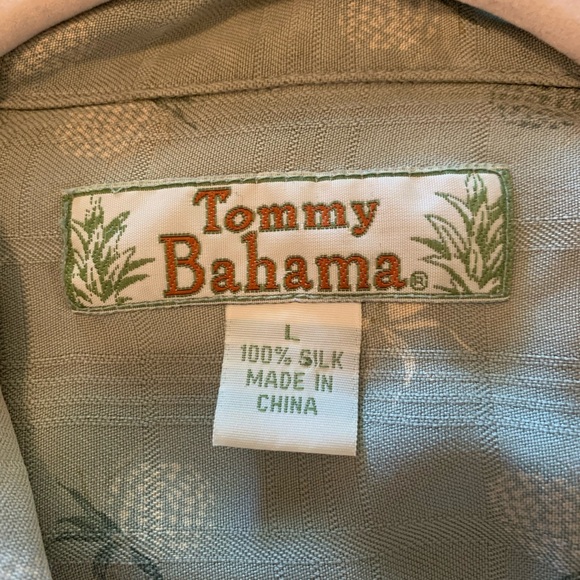 Tommy
Bahama®
L
100% SILK
MADE IN
CHINA